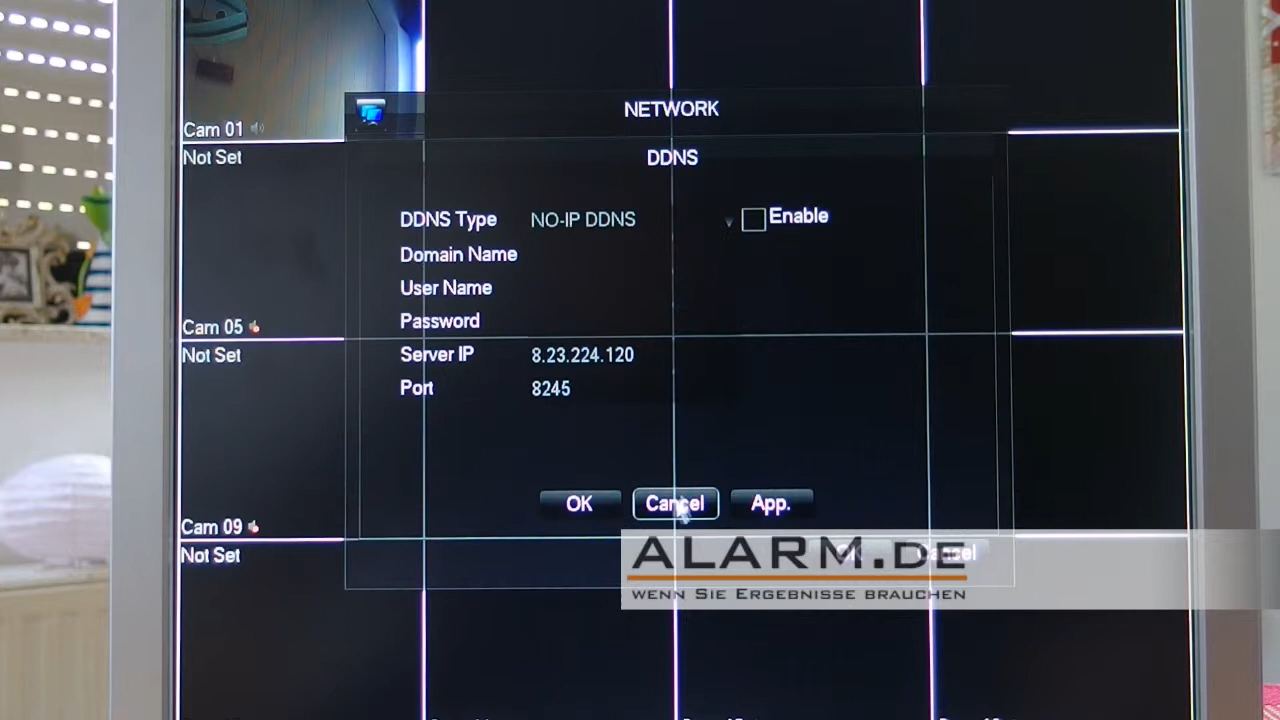 Cam 01
Not Set
NETWORK
DDNS
DDNS Type NO-IP DDNS Enable
Domain Name
User Name
Password
Cam 05
Not Set
Server IP 8.23.224.120
Port 8245
OK Cancel App.
Cam 09
Not Set
OK Cancel
ALARM.DE
WENN SIE ERGEBNISSE BRAUCHEN